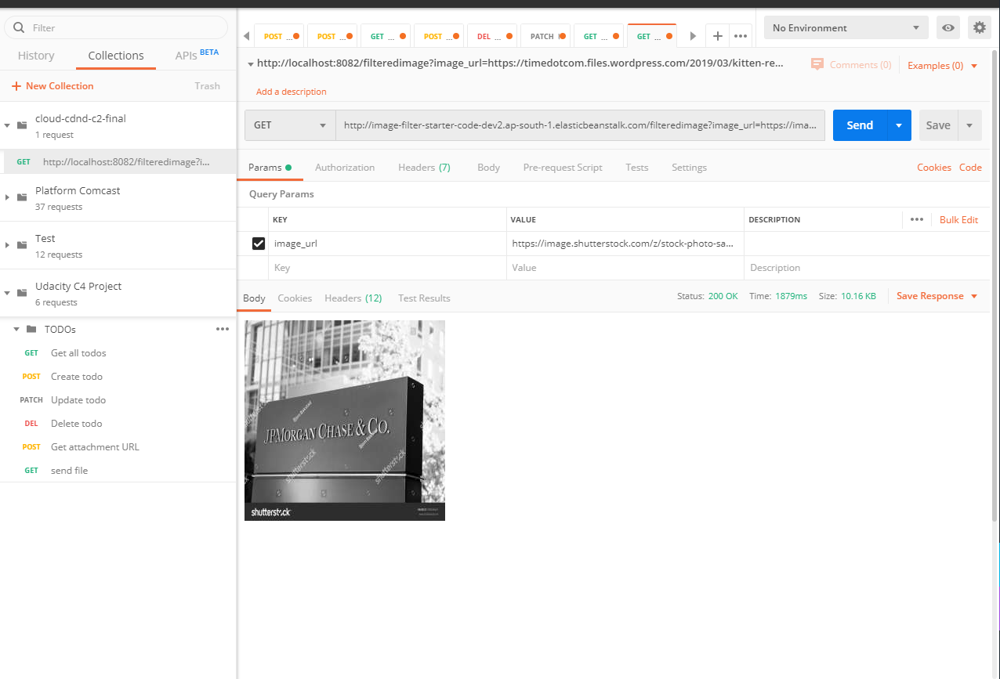 Filter
History Collections APIs BETA
+ New Collection Trash
cloud-cdnd-c2-final
1 request
GET http://localhost:8082/filteredimage?i...
Platform Comcast
37 requests
Test
12 requests
Udacity C4 Project
6 requests
TODOs
GET Get all todos
POST Create todo
PATCH Update todo
DEL Delete todo
POST Get attachment URL
GET send file
POST ... POST ... GET ... POST ... DEL ... PATCH GET ... GET ...
No Environment
http://localhost:8082/filteredimage?image_url=https://timedotcom.files.wordpress.com/2019/03/kitten-re...
Comments (0) Examples (0)
Add a description
GET http://image-filter-starter-code-dev2.ap-south-1.elasticbeanstalk.com/filteredimage?image_url=https://ima... Send Save
Params Authorization Headers (7) Body Pre-request Script Tests Settings Cookies Code
Query Params
KEY VALUE DESCRIPTION Bulk Edit
image_url https://image.shutterstock.com/z/stock-photo-sa...
Key Value Description
Body Cookies Headers (12) Test Results Status: 200 OK Time: 1879ms Size: 10.16 KB Save Response
JPMORGAN CHASE & CO.
shutterstock
shutterstock
shutterstock